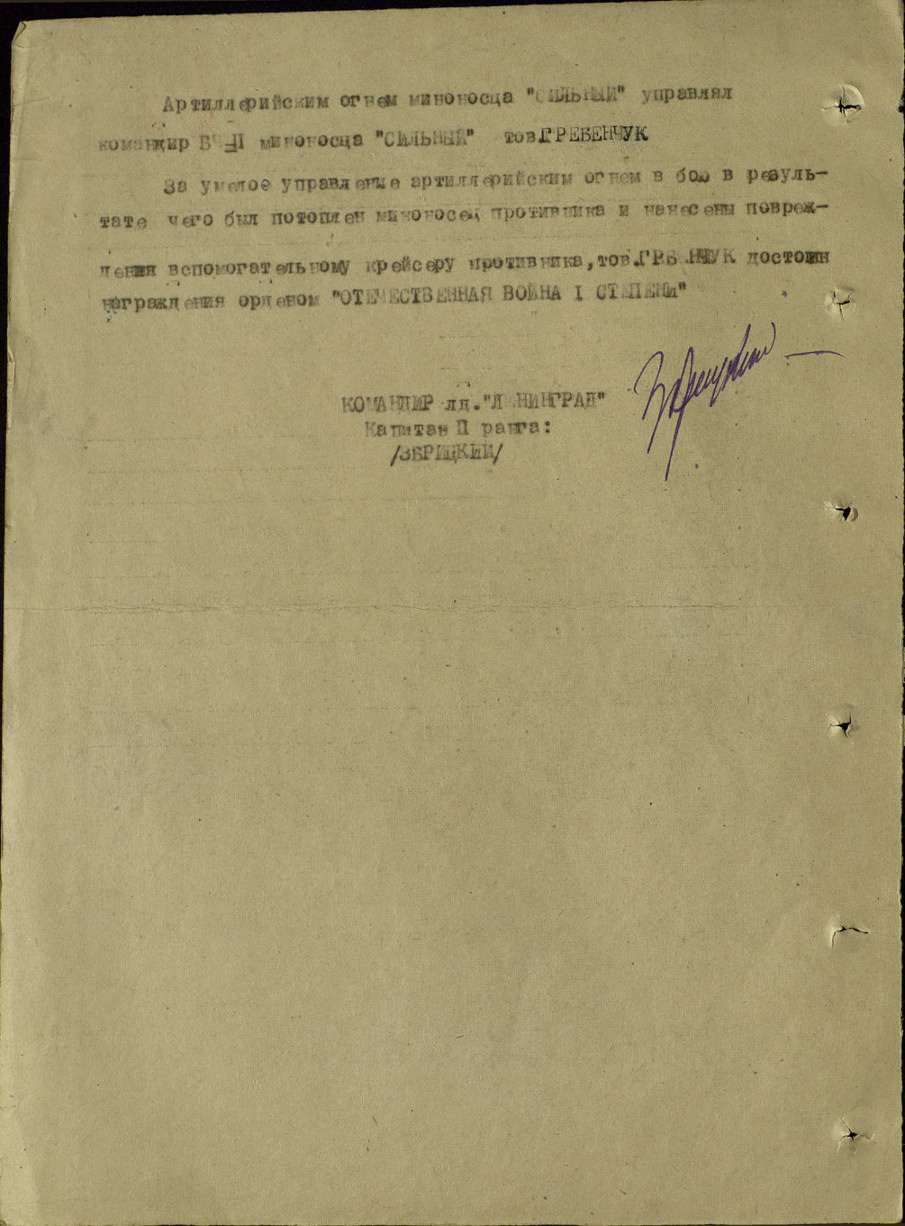 Артиллерийским огнем миноносца "СИЛЬНЫЙ" управлял
командир БЧ-II миноносца "СИЛЬНЫЙ" тов.ГРЕБЕНЧУК
За умелое управление артиллерийским огнем в бою в резуль-
тате чего был потоплен миноносец противника и нанесены повреж-
дения вспомогательному крейсеру противника, тов.ГРЕБЕНЧУК достоин
награждения орденом "ОТЕЧЕСТВЕННАЯ ВОЙНА I СТЕПЕНИ"
КОМАНДИР лд."ЛЕНИНГРАД"
Капитан II ранга:
/ЗБРИЦКИЙ/